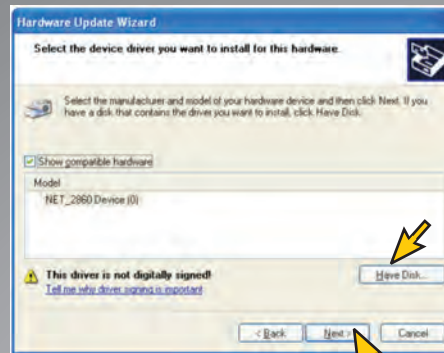 Hardware Update Wizard
Select the device driver you want to install for this hardware.
Select the manufacturer and model of your hardware device and then click Next. If you
have a disk that contains the driver you want to install, click Have Disk.
Show compatible hardware
Model
NET_2860 Device (0)
This driver is not digitally signed!
Have Disk...
Tell me why driver signing is important
< Back
Next >
Cancel